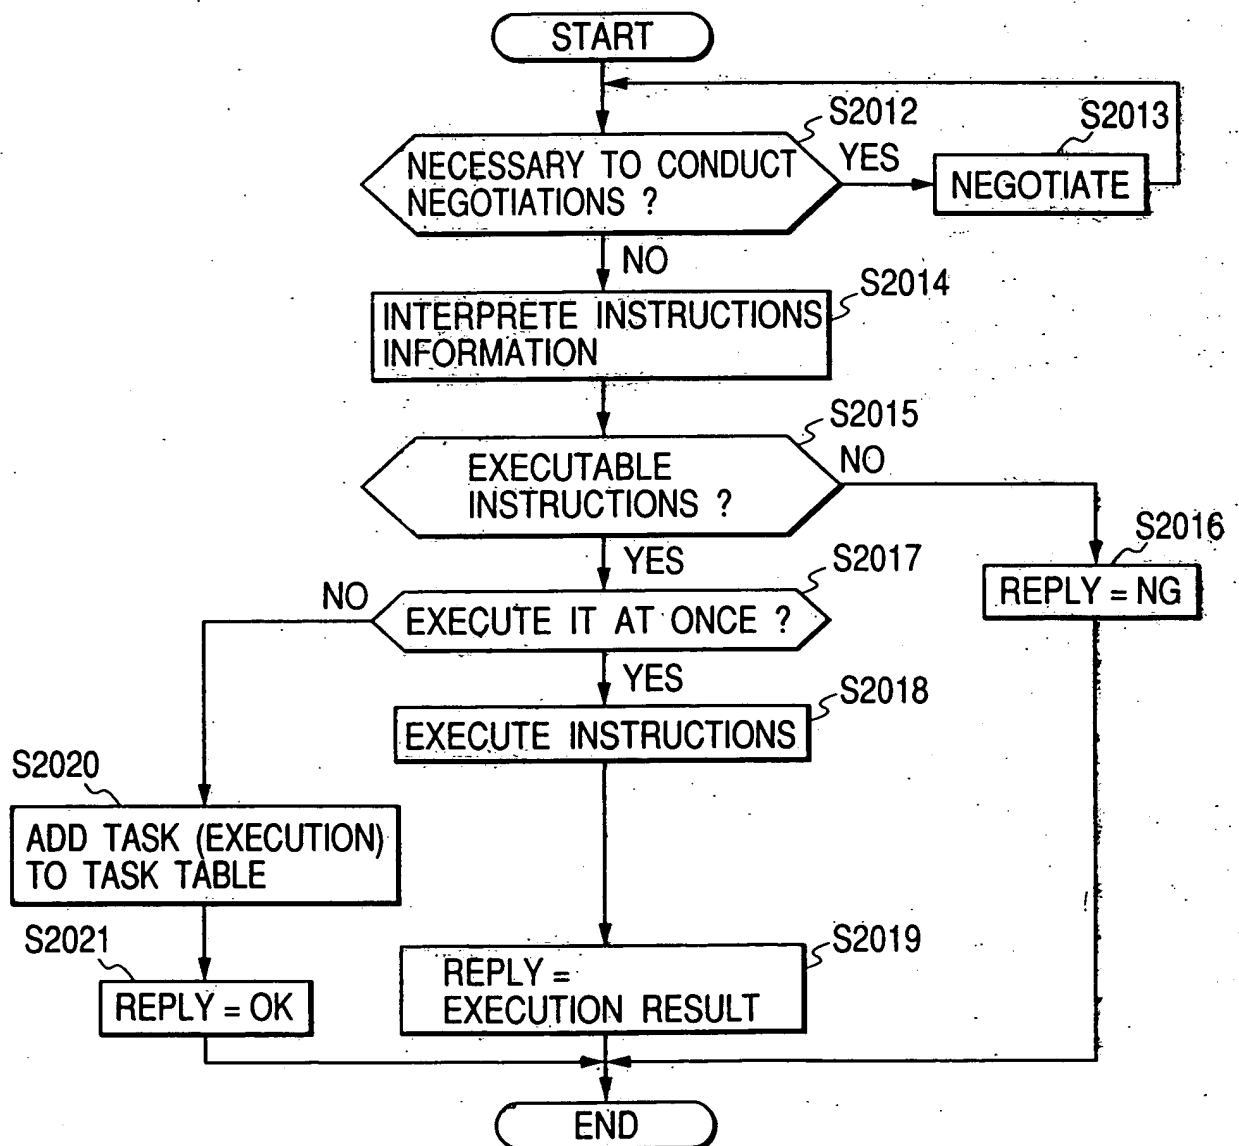 START
S2012
NECESSARY TO CONDUCT
NEGOTIATIONS ?
YES
S2013
NEGOTIATE
NO
S2014
INTERPRETE INSTRUCTIONS
INFORMATION
S2015
EXECUTABLE
INSTRUCTIONS ?
NO
YES
S2016
REPLY = NG
S2017
NO
EXECUTE IT AT ONCE ?
YES
S2018
EXECUTE INSTRUCTIONS
S2020
ADD TASK (EXECUTION)
TO TASK TABLE
S2021
REPLY = OK
S2019
REPLY =
EXECUTION RESULT
END